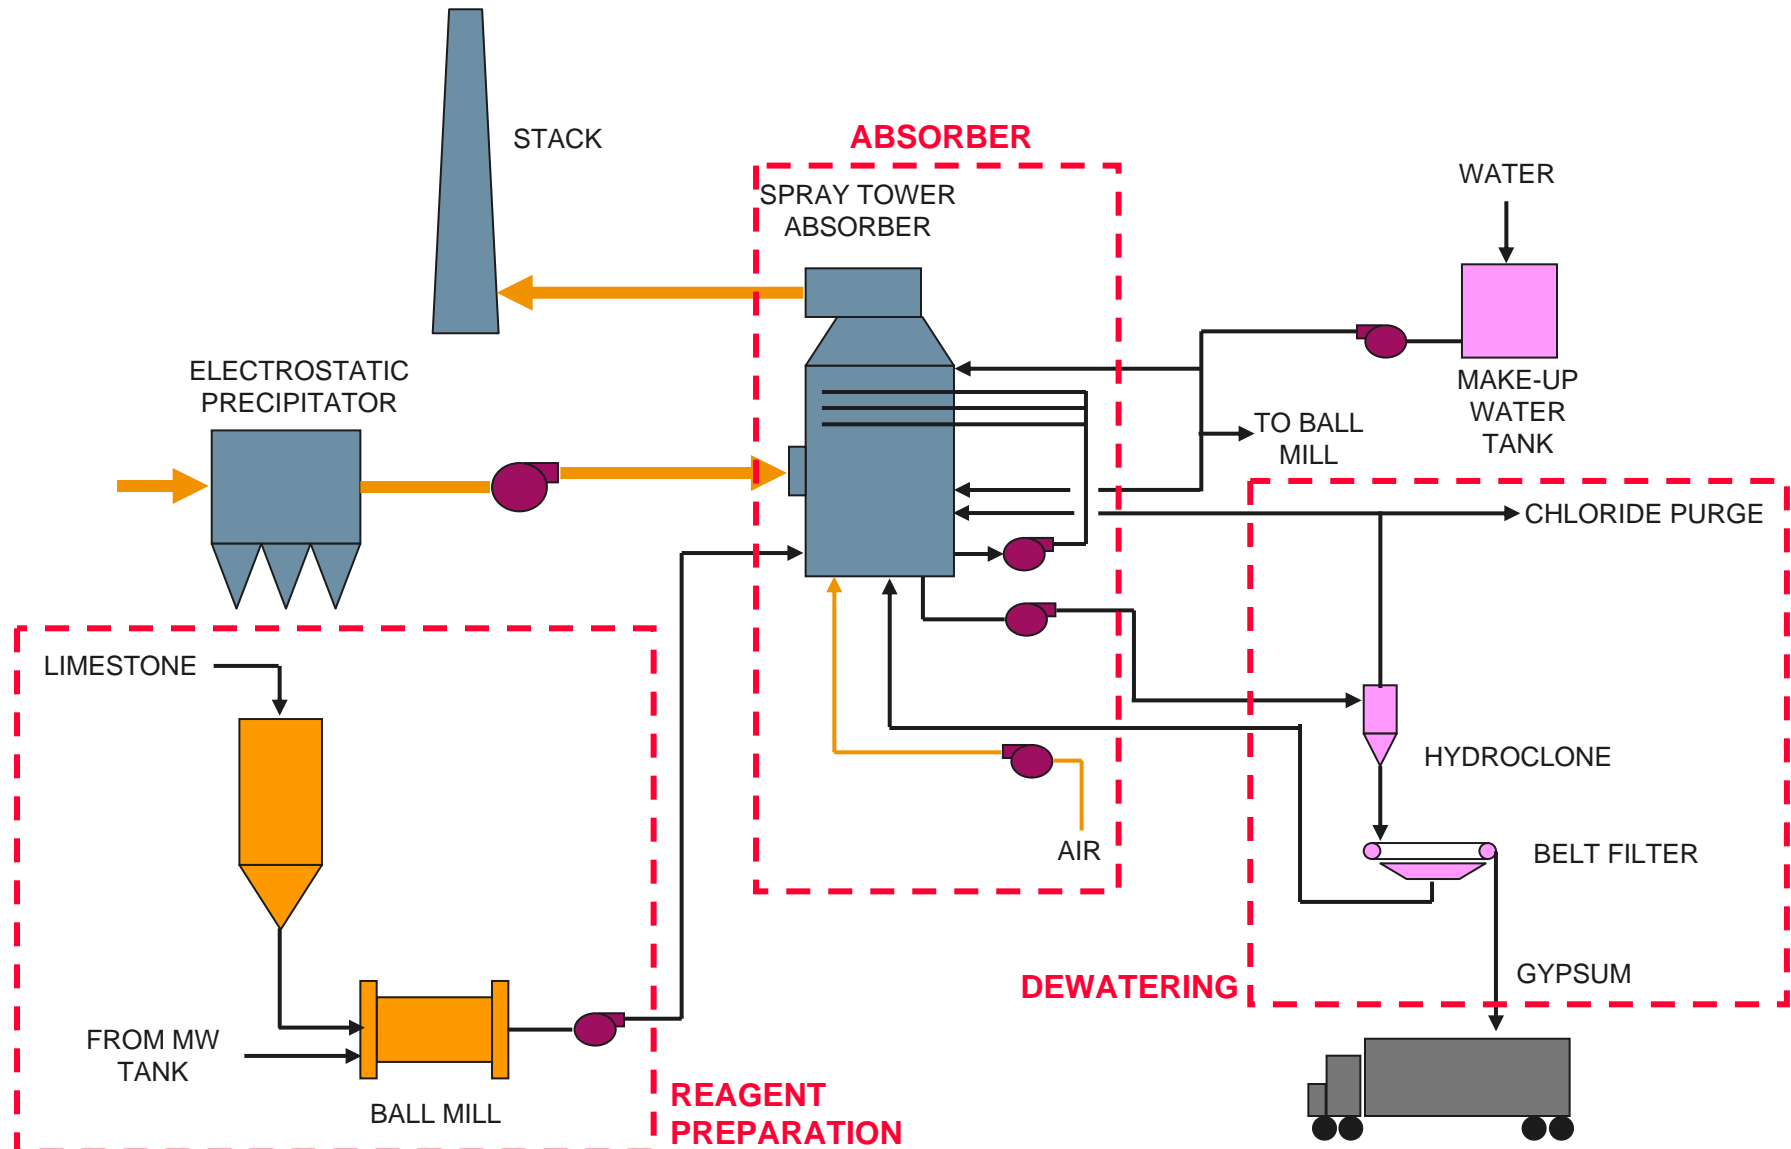 STACK
ABSORBER
SPRAY TOWER
ABSORBER
WATER
ELECTROSTATIC
PRECIPITATOR
MAKE-UP
WATER
TANK
TO BALL
MILL
CHLORIDE PURGE
LIMESTONE
HYDROCLONE
AIR
BELT FILTER
DEWATERING
GYPSUM
FROM MW
TANK
BALL MILL
REAGENT
PREPARATION